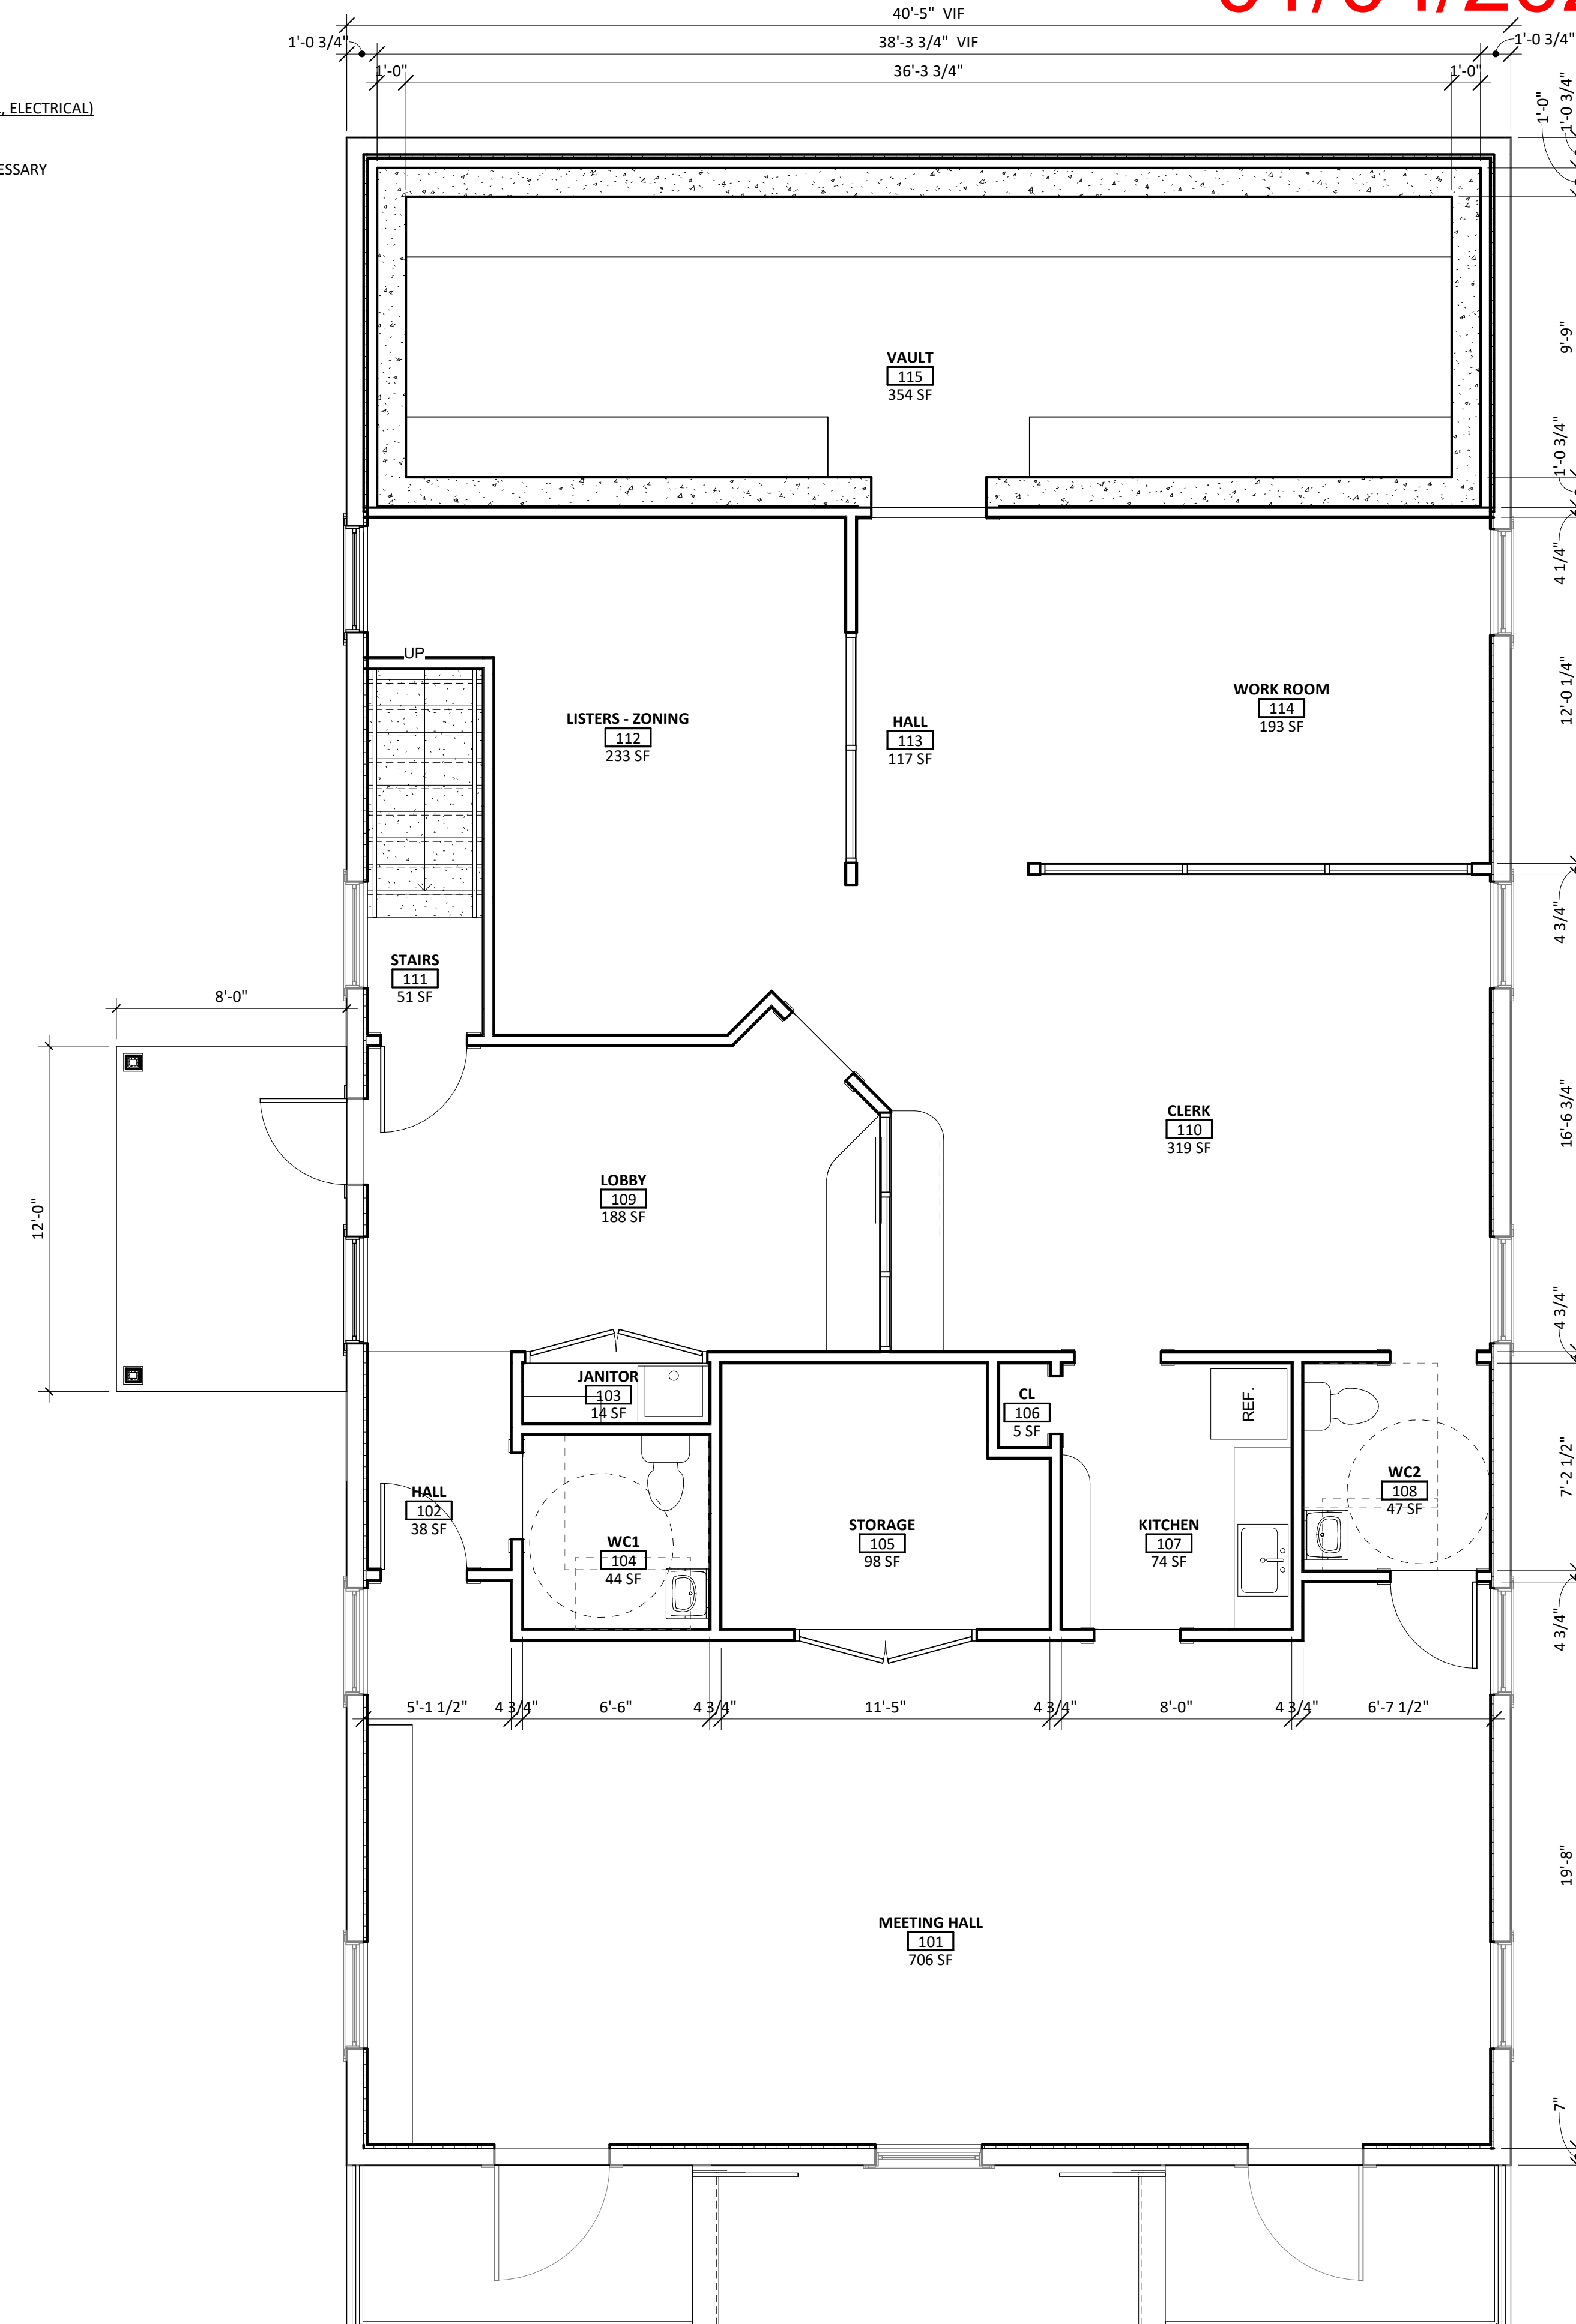 40'-5" VIF
1'-0 3/4"
38'-3 3/4" VIF
1'-0 3/4"
1'-0"
36'-3 3/4"
1'-0"
, ELECTRICAL)
ESSARY
1'-0"
1'-0 3/4"
9'-9"
VAULT
115
354 SF
1'-0 3/4"
4 1/4"
UP
LISTERS - ZONING
112
233 SF
HALL
113
117 SF
WORK ROOM
114
193 SF
12'-0 1/4"
4 3/4"
STAIRS
111
51 SF
8'-0"
12'-0"
CLERK
110
319 SF
16'-6 3/4"
LOBBY
109
188 SF
4 3/4"
JANITOR
103
14 SF
CL
106
5 SF
REF.
HALL
102
38 SF
WC1
104
44 SF
STORAGE
105
98 SF
KITCHEN
107
74 SF
WC2
108
47 SF
7'-2 1/2"
4 3/4"
5'-1 1/2"
4 3/4"
6'-6"
4 3/4"
11'-5"
4 3/4"
8'-0"
4 3/4"
6'-7 1/2"
19'-8"
MEETING HALL
101
706 SF
7"